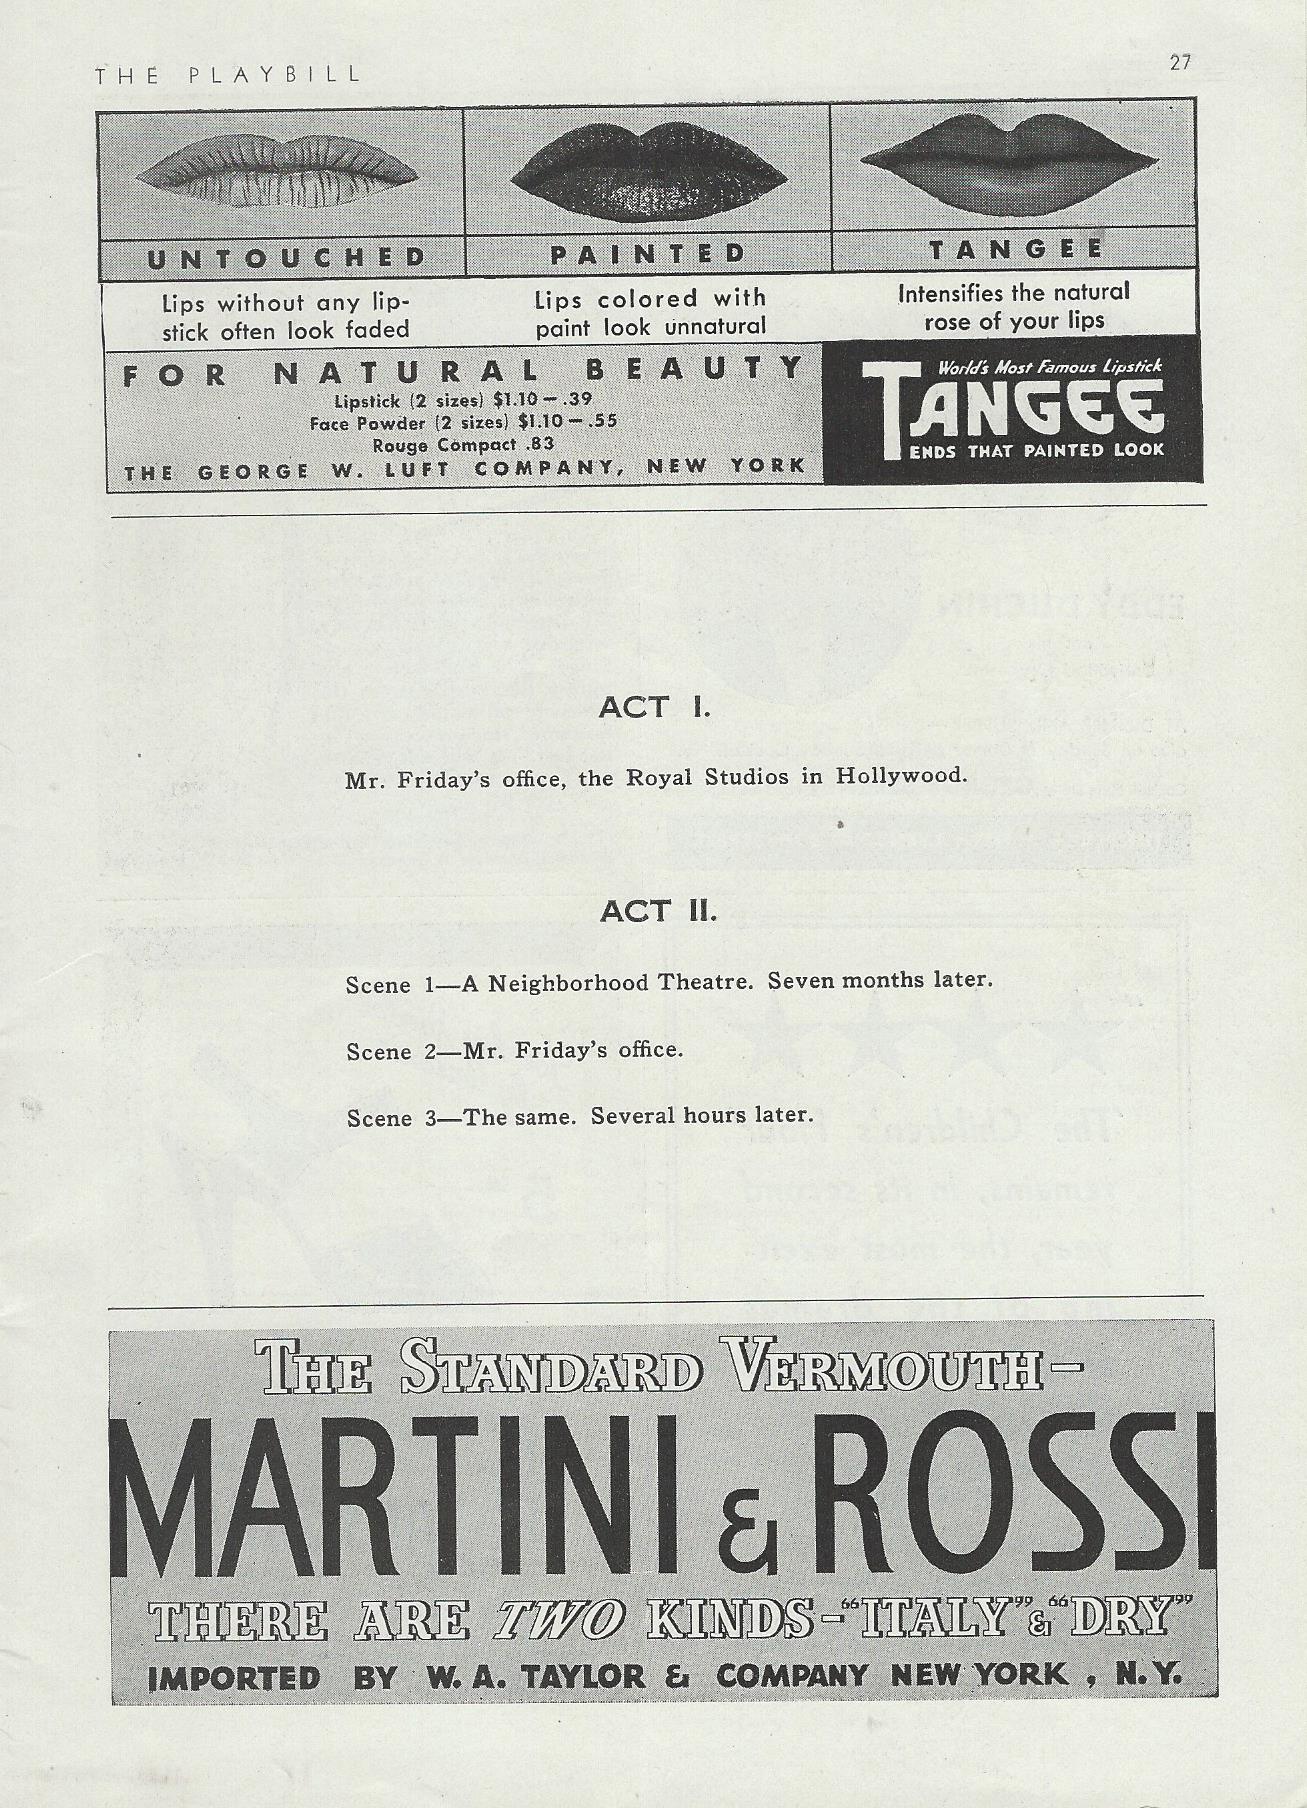 THE PLAYBILL
27
UNTOUCHED
PAINTED
TANGEE
Lips without any lip-
stick often look faded
Lips colored with
paint look unnatural
Intensifies the natural
rose of your lips
FOR NATURAL BEAUTY
Lipstick (2 sizes) $1.10—.39
Face Powder (2 sizes) $1.10—.55
Rouge Compact .83
THE GEORGE W. LUFT COMPANY, NEW YORK
World's Most Famous Lipstick
TANGEE
ENDS THAT PAINTED LOOK
ACT I.
Mr. Friday's office, the Royal Studios in Hollywood.
ACT II.
Scene 1—A Neighborhood Theatre. Seven months later.
Scene 2—Mr. Friday's office.
Scene 3—The same. Several hours later.
THE STANDARD VERMOUTH—
MARTINI & ROSSI
THERE ARE TWO KINDS—"ITALY" & "DRY"
IMPORTED BY W. A. TAYLOR & COMPANY NEW YORK , N.Y.